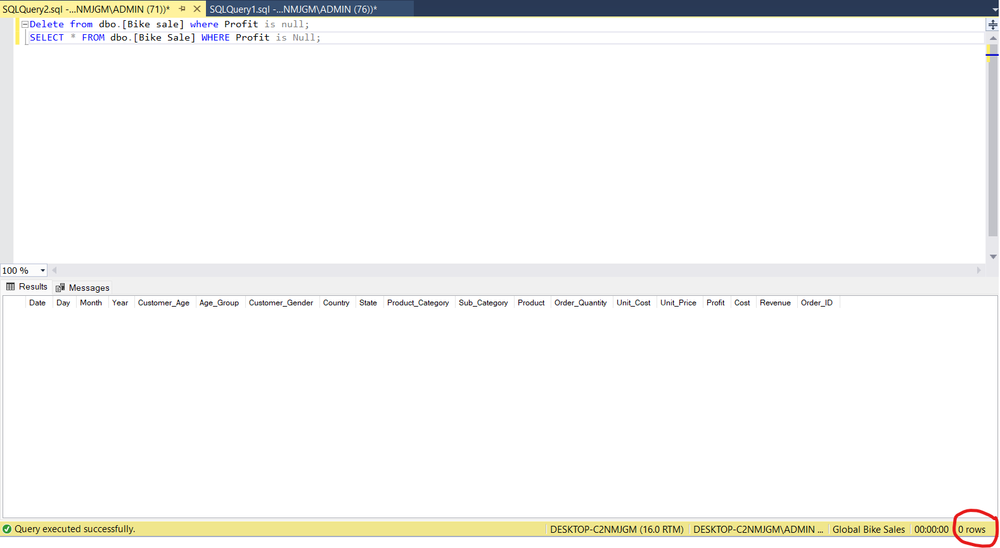 SQLQuery2.sql -...NMJGM\ADMIN (71))* SQLQuery1.sql -...NMJGM\ADMIN (76))*
Delete from dbo.[Bike sale] where Profit is null;
SELECT * FROM dbo.[Bike Sale] WHERE Profit is Null;
100 %
Results Messages
Date Day Month Year Customer_Age Age_Group Customer_Gender Country State Product_Category Sub_Category Product Order_Quantity Unit_Cost Unit_Price Profit Cost Revenue Order_ID
Query executed successfully. DESKTOP-C2NMJGM (16.0 RTM) DESKTOP-C2NMJGM\ADMIN ... Global Bike Sales 00:00:00 0 rows